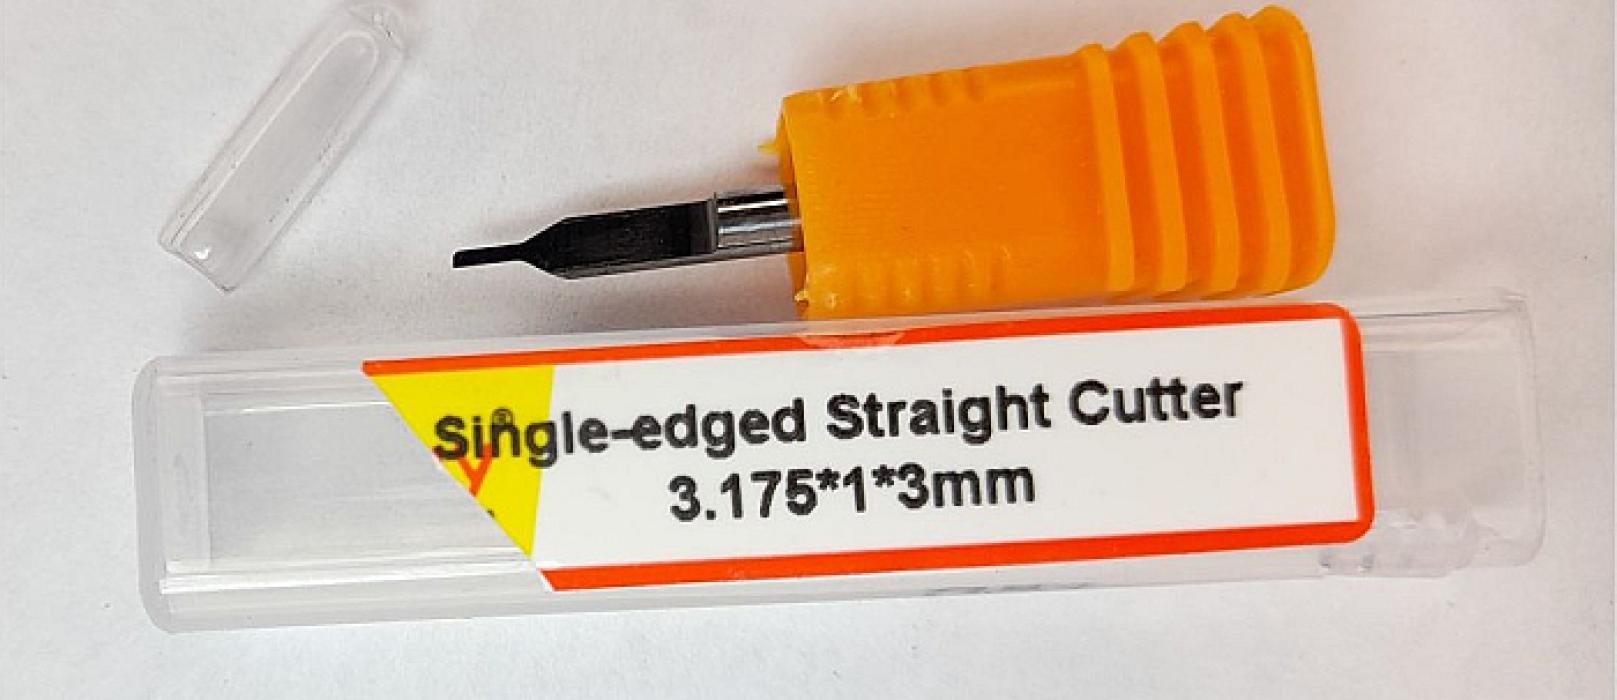 Single-edged Straight Cutter
3.175*1*3mm